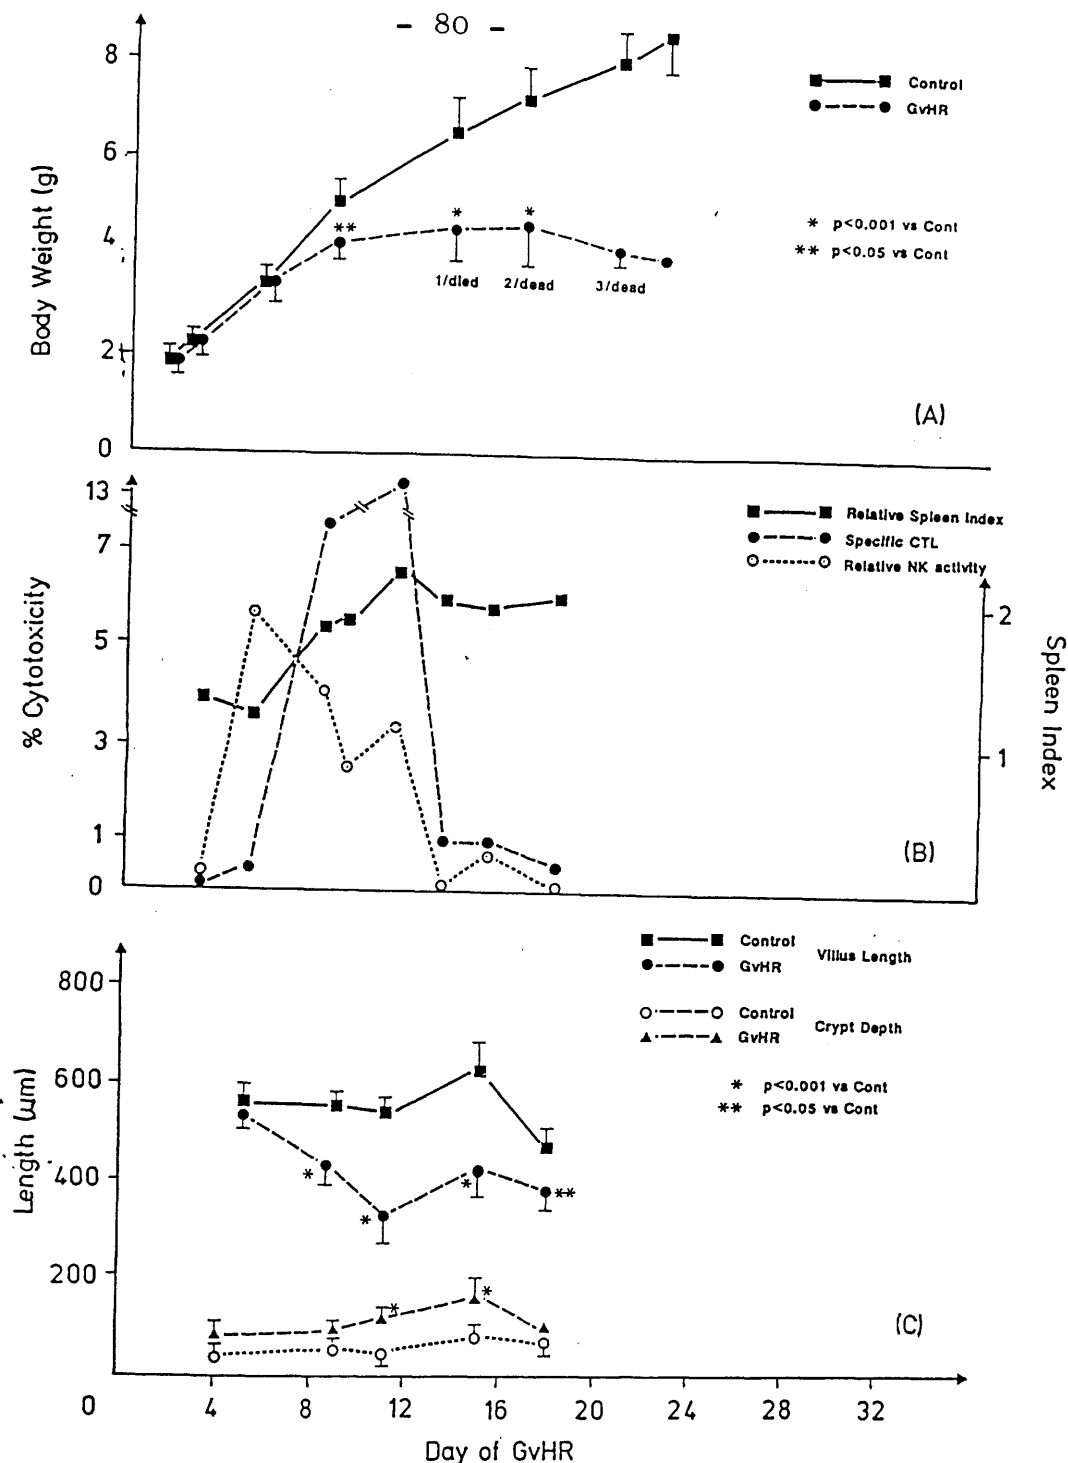 - 80 -
8
6
4
2
0
Body Weight (g)
Control
GvHR
* p<0.001 vs Cont
** p<0.05 vs Cont
**
*
*
1/died
2/dead
3/dead
(A)
13
7
5
3
1
0
% Cytotoxicity
Relative Spleen Index
Specific CTL
Relative NK activity
2
1
Spleen Index
(B)
800
600
400
200
0
Length (μm)
Control
GvHR
Villus Length
Control
GvHR
Crypt Depth
* p<0.001 vs Cont
** p<0.05 vs Cont
*
*
*
**
*
*
(C)
4 8 12 16 20 24 28 32
Day of GvHR